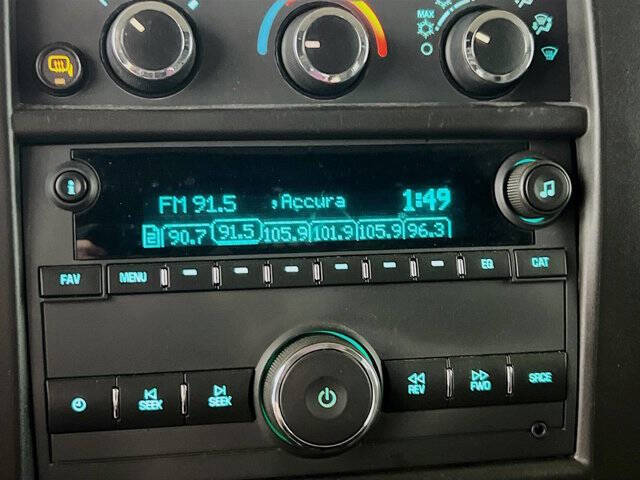 MAX
FM 91.5 ,Accura 1:49
2 90.7 91.5 105.9 101.9 105.9 96.3
FAV MENU EQ CAT
SEEK SEEK REV FWD SRCE